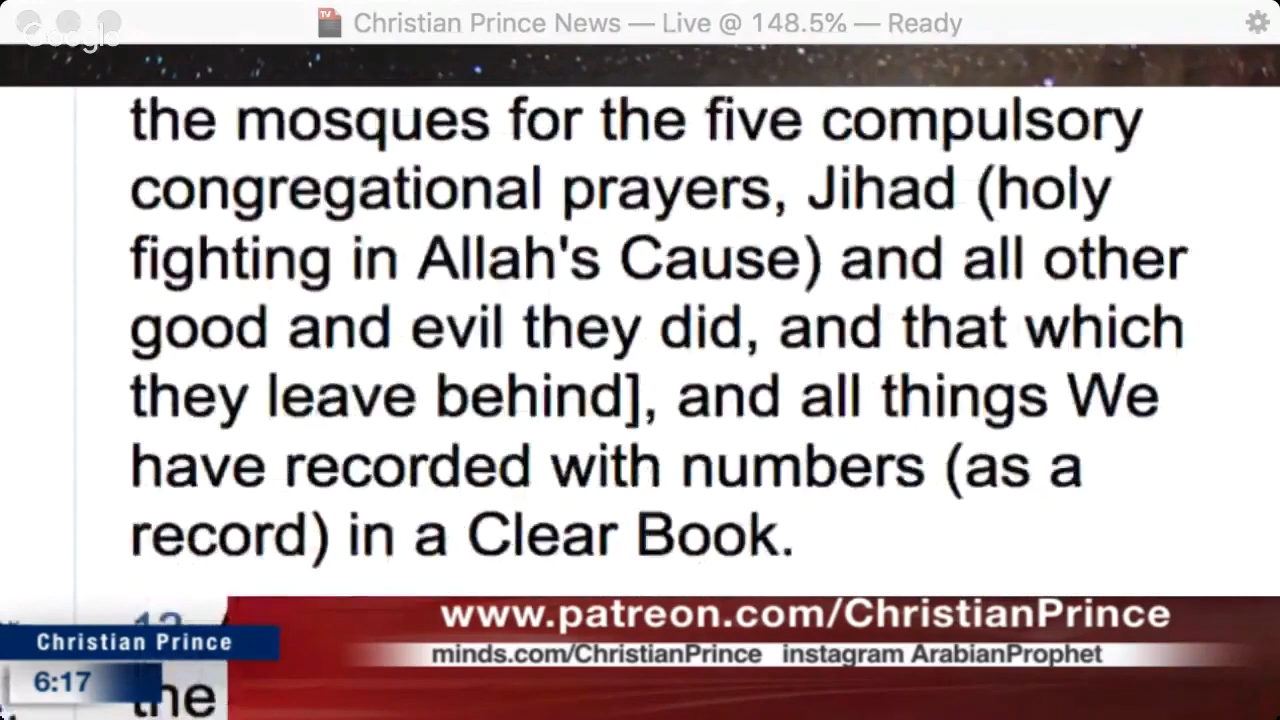 Christian Prince News — Live @ 148.5% — Ready
Google
the mosques for the five compulsory
congregational prayers, Jihad (holy
fighting in Allah's Cause) and all other
good and evil they did, and that which
they leave behind], and all things We
have recorded with numbers (as a
record) in a Clear Book.
www.patreon.com/ChristianPrince
Christian Prince
minds.com/ChristianPrince instagram ArabianProphet
6:17
the